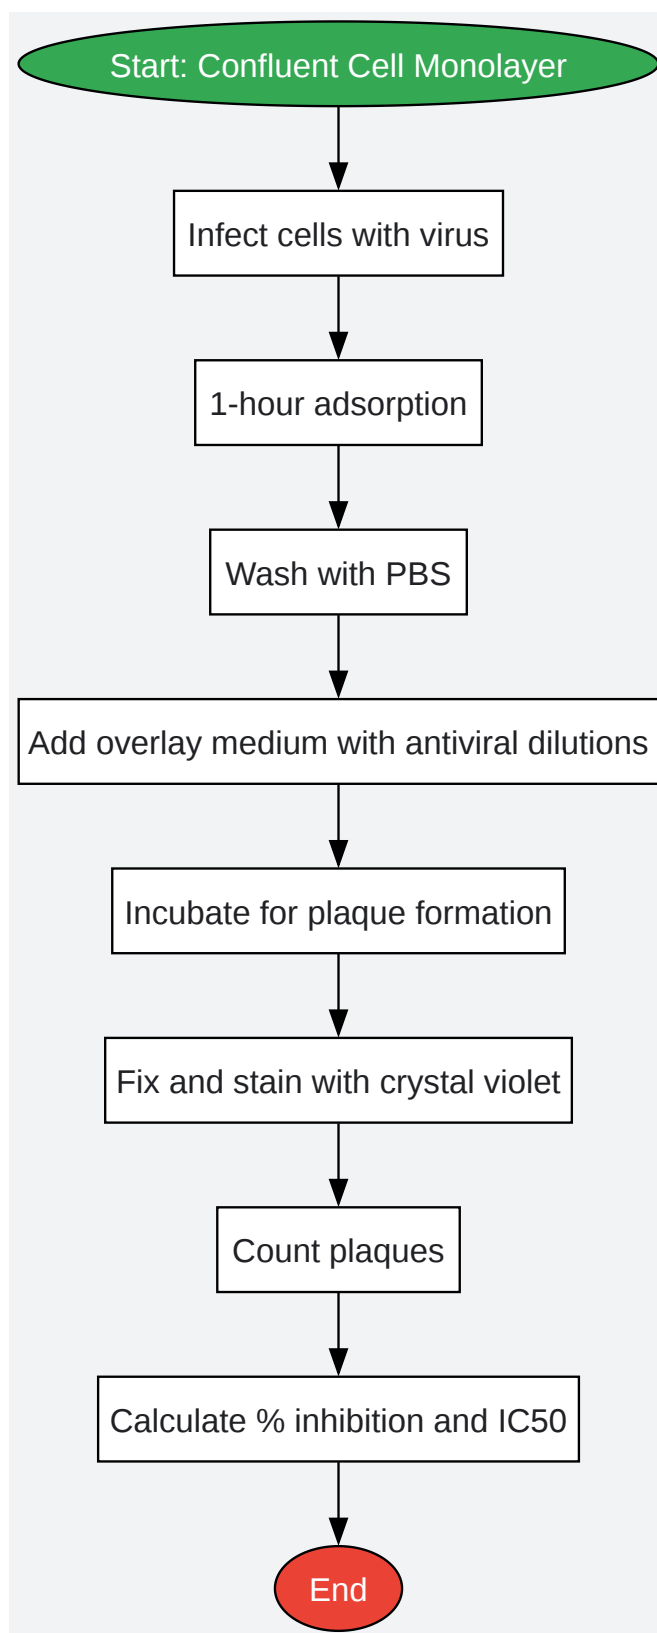 Start: Confluent Cell Monolayer
Infect cells with virus
1-hour adsorption
Wash with PBS
Add overlay medium with antiviral dilutions
Incubate for plaque formation
Fix and stain with crystal violet
Count plaques
Calculate % inhibition and IC50
End